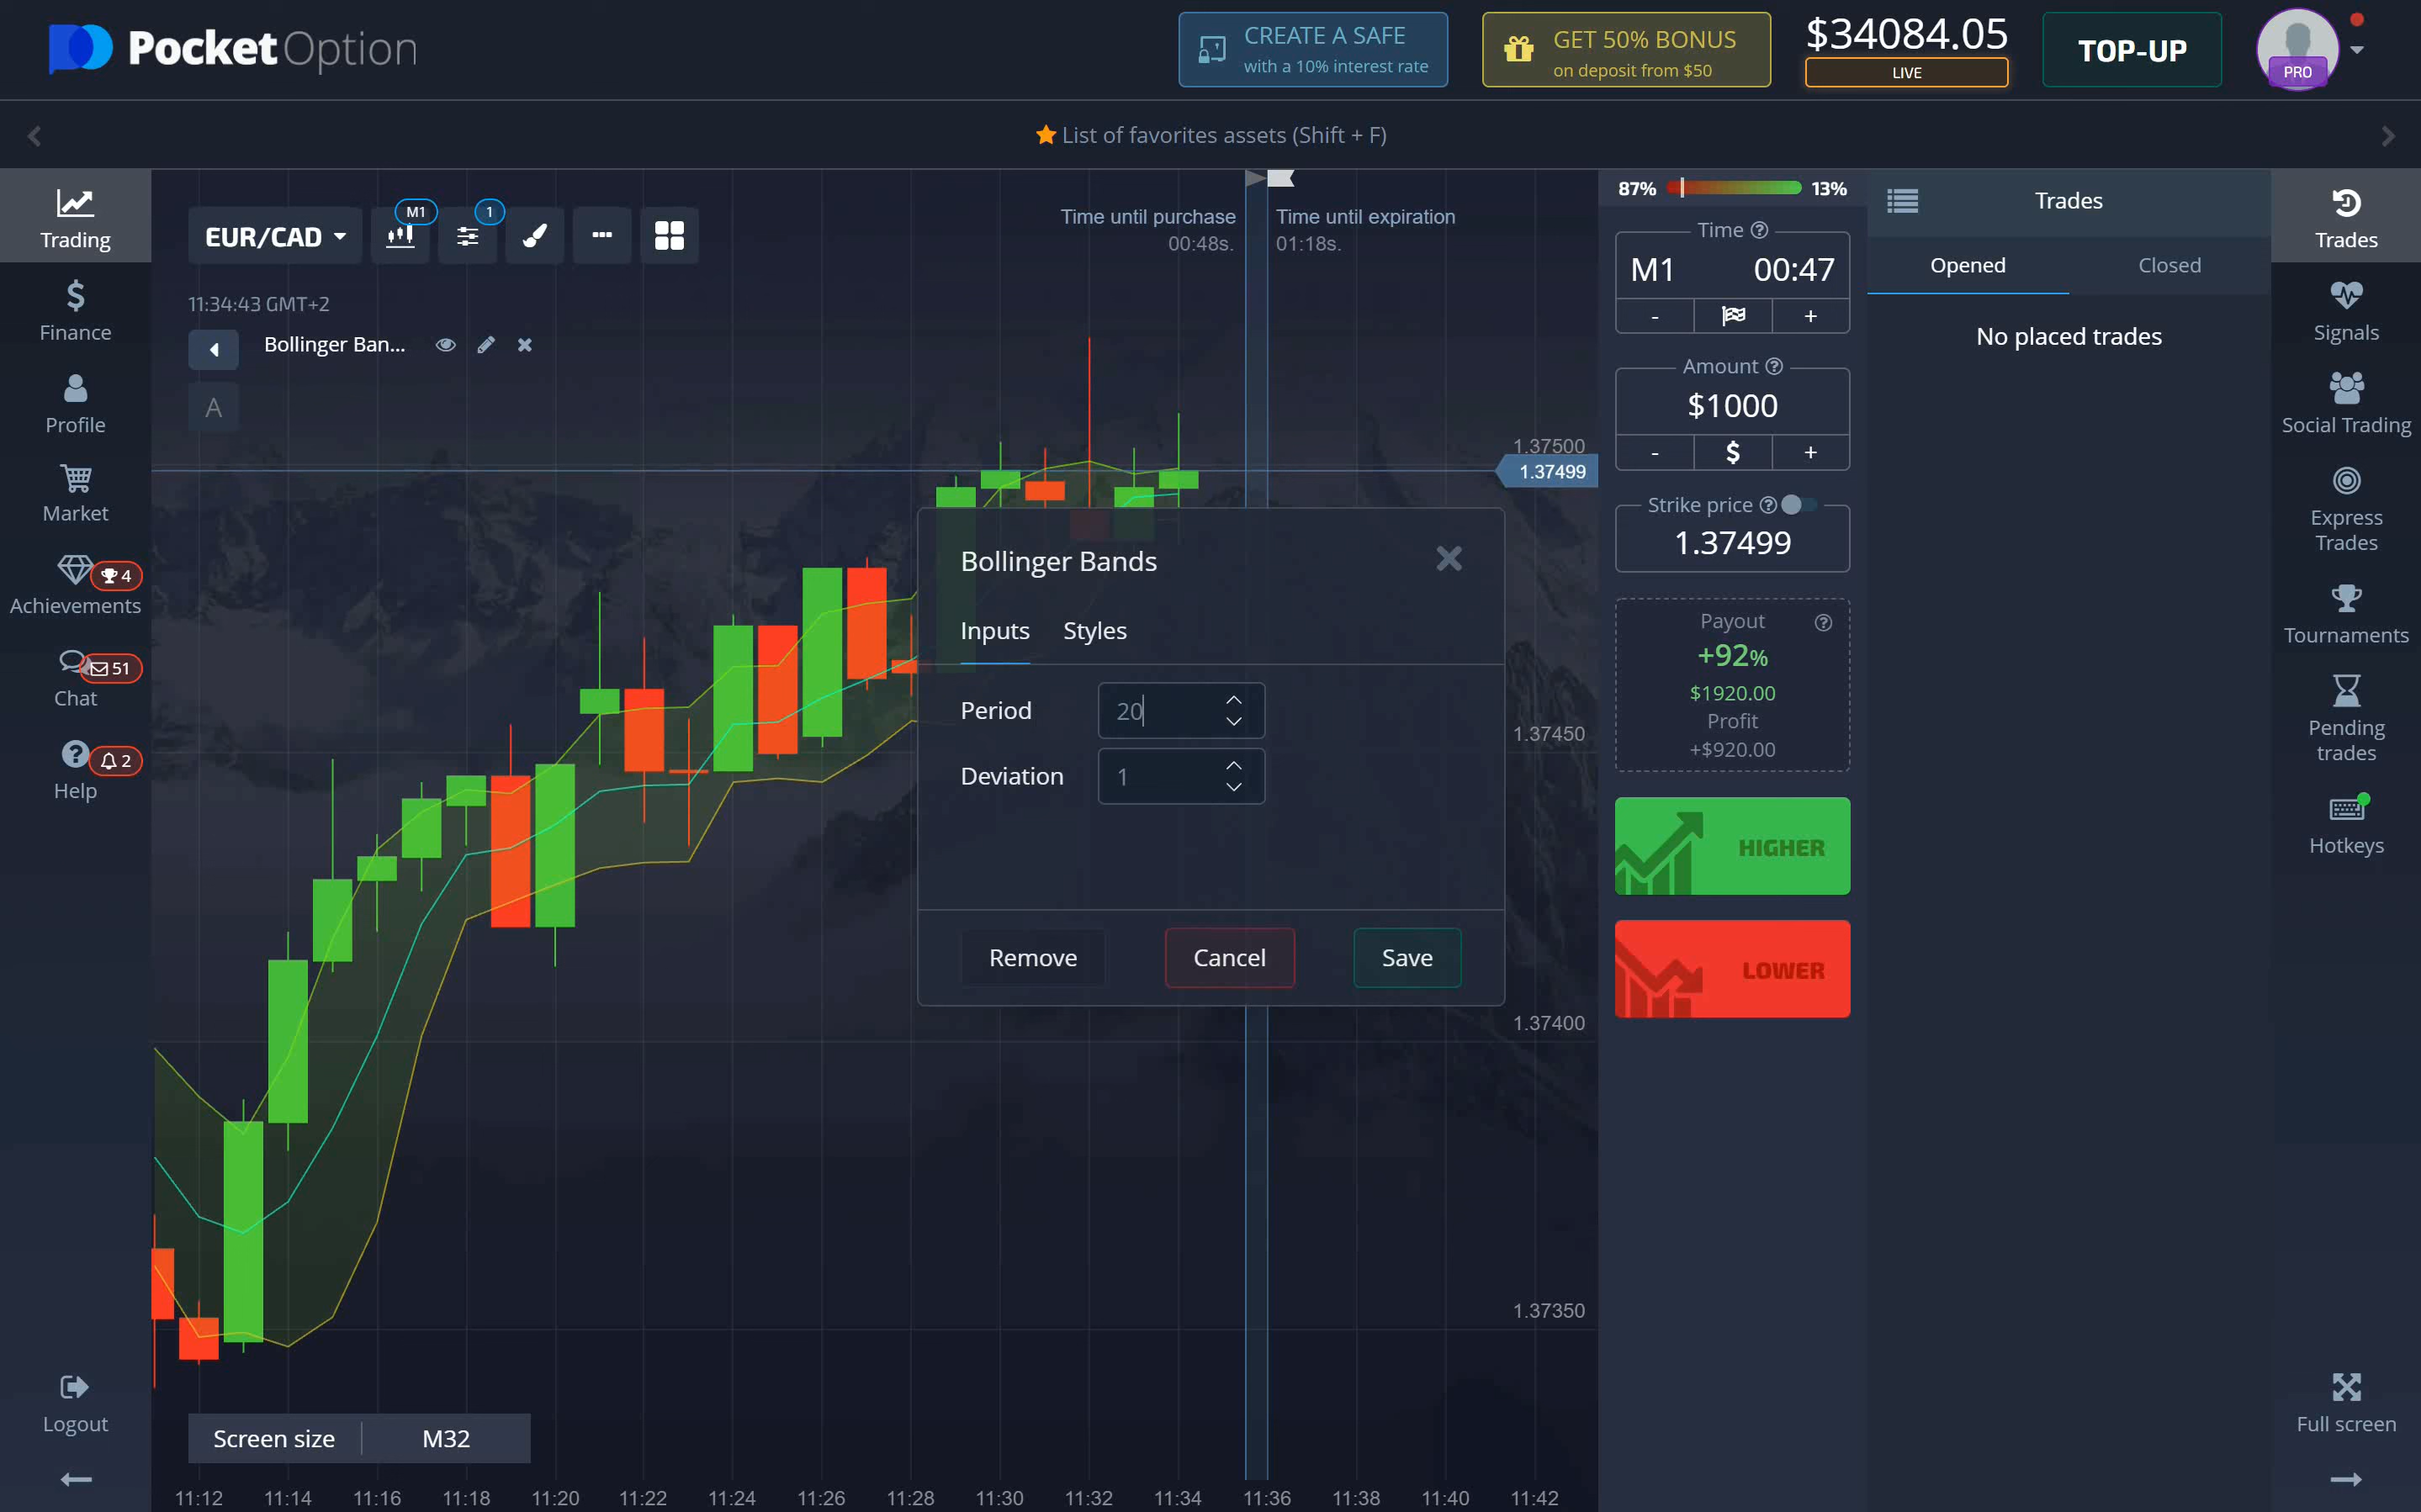 PocketOption
CREATE A SAFE
with a 10% interest rate
GET 50% BONUS
on deposit from $50
$34084.05
LIVE
TOP-UP
PRO
List of favorites assets (Shift + F)
Trading
Finance
Profile
Market
4
Achievements
51
Chat
2
Help
Logout
EUR/CAD
M1
1
11:34:43 GMT+2
Bollinger Ban...
A
Time until purchase
00:48s.
Time until expiration
01:18s.
1.37500
1.37499
1.37450
1.37400
1.37350
Bollinger Bands
Inputs Styles
Period 20
Deviation 1
Remove Cancel Save
Screen size M32
11:12 11:14 11:16 11:18 11:20 11:22 11:24 11:26 11:28 11:30 11:32 11:34 11:36 11:38 11:40 11:42
87% 13%
Time
M1 00:47
- +
Amount
$1000
- $ +
Strike price
1.37499
Payout
+92%
$1920.00
Profit
+$920.00
HIGHER
LOWER
Trades
Opened Closed
No placed trades
Trades
Signals
Social Trading
Express
Trades
Tournaments
Pending
trades
Hotkeys
Full screen